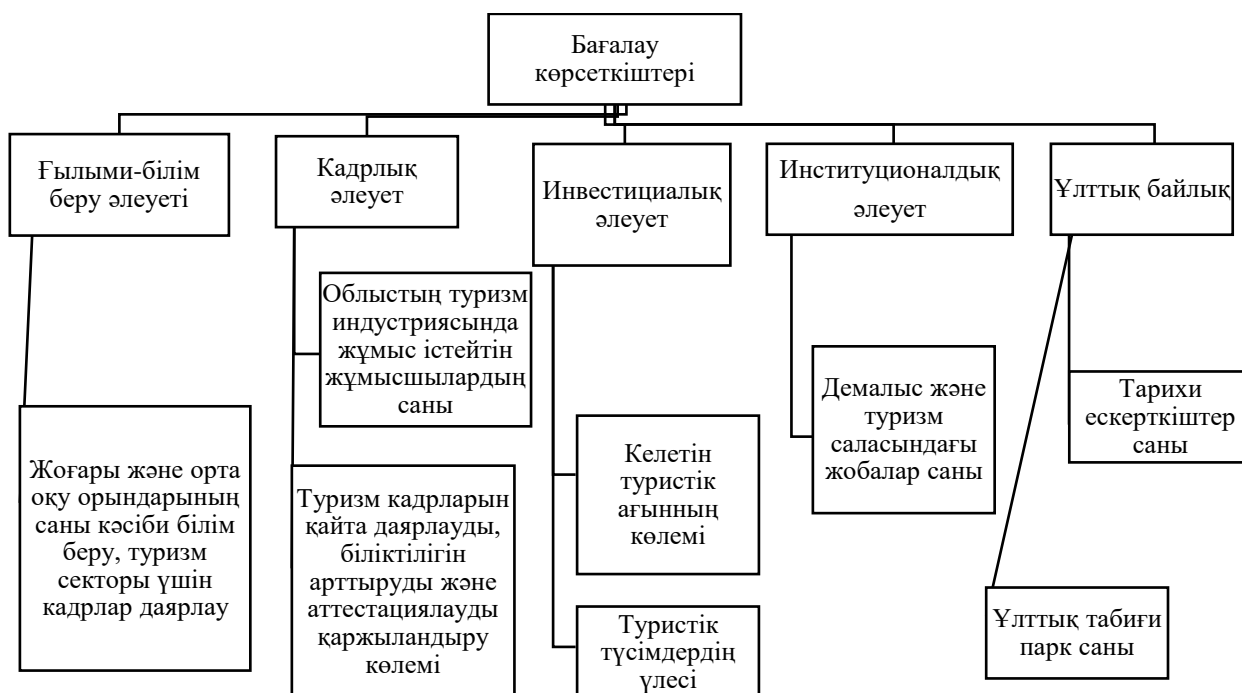 Бағалау
көрсеткіштері
Ғылыми-білім
беру әлеуеті
Кадрлық
әлеует
Инвестициалық
әлеует
Институционалдық
әлеует
Ұлттық байлық
Облыстың туризм
индустриясында
жұмыс істейтін
жұмысшылардың
саны
Жоғары және орта
оқу орындарының
саны кәсіби білім
беру, туризм
секторы үшін
кадрлар даярлау
Туризм кадрларын
қайта даярлауды,
біліктілігін
арттыруды және
аттестациялауды
қаржыландыру
көлемі
Келетін
туристік
ағынның
көлемі
Туристік
түсімдердің
үлесі
Демалыс және
туризм
саласындағы
жобалар саны
Тарихи
ескерткіштер
саны
Ұлттық табиғи
парк саны